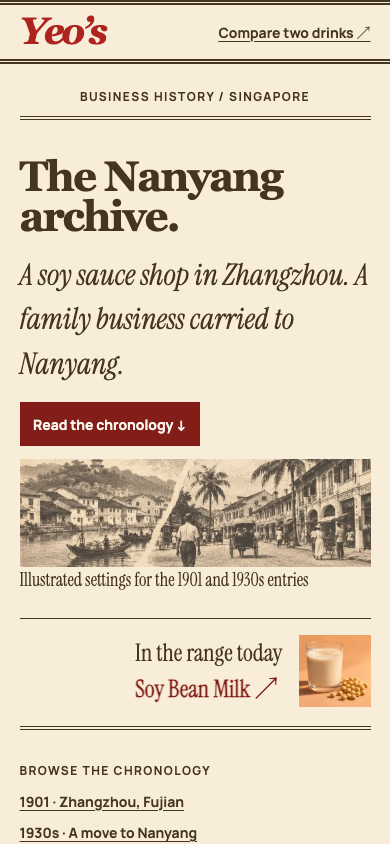 Yeo's
Compare two drinks ↗
BUSINESS HISTORY / SINGAPORE
The Nanyang
archive.
A soy sauce shop in Zhangzhou. A
family business carried to
Nanyang.
Read the chronology ↓
Illustrated settings for the 1901 and 1930s entries
In the range today
Soy Bean Milk ↗
BROWSE THE CHRONOLOGY
1901 · Zhangzhou, Fujian
1930s · A move to Nanyang